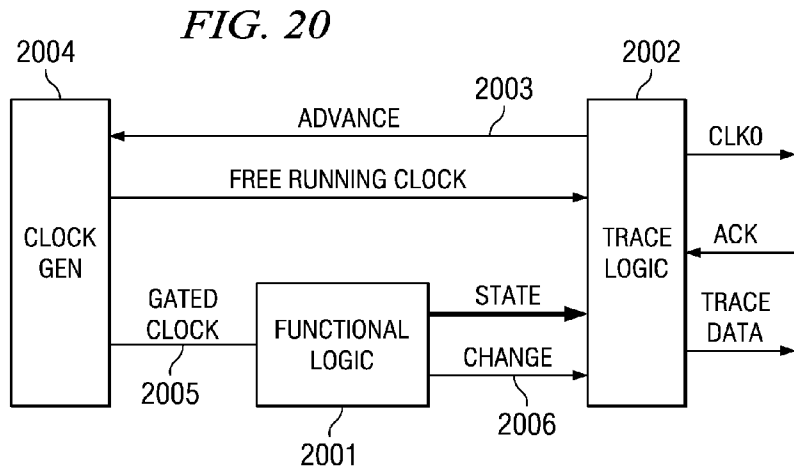 FIG. 20
2004
2002
2003
ADVANCE
CLK0
FREE RUNNING CLOCK
CLOCK
GEN
TRACE
LOGIC
ACK
GATED
CLOCK
2005
FUNCTIONAL
LOGIC
2001
STATE
CHANGE
2006
TRACE
DATA